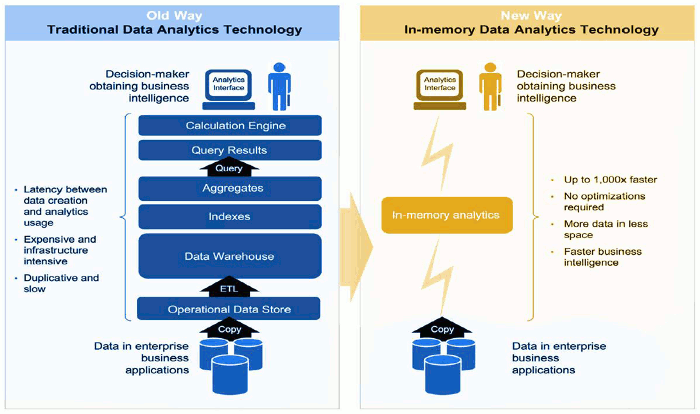 Old Way
Traditional Data Analytics Technology
Decision-maker
obtaining business
intelligence
Analytics
Interface
Calculation Engine
Query Results
Query
Aggregates
Indexes
Data Warehouse
ETL
Operational Data Store
Copy
• Latency between
data creation
and analytics
usage
• Expensive and
infrastructure
intensive
• Duplicative and
slow
Data in enterprise
business
applications
New Way
In-memory Data Analytics Technology
Analytics
Interface
Decision-maker
obtaining business
intelligence
In-memory analytics
• Up to 1,000x faster
• No optimizations
required
• More data in less
space
• Faster business
intelligence
Copy
Data in enterprise
business
applications